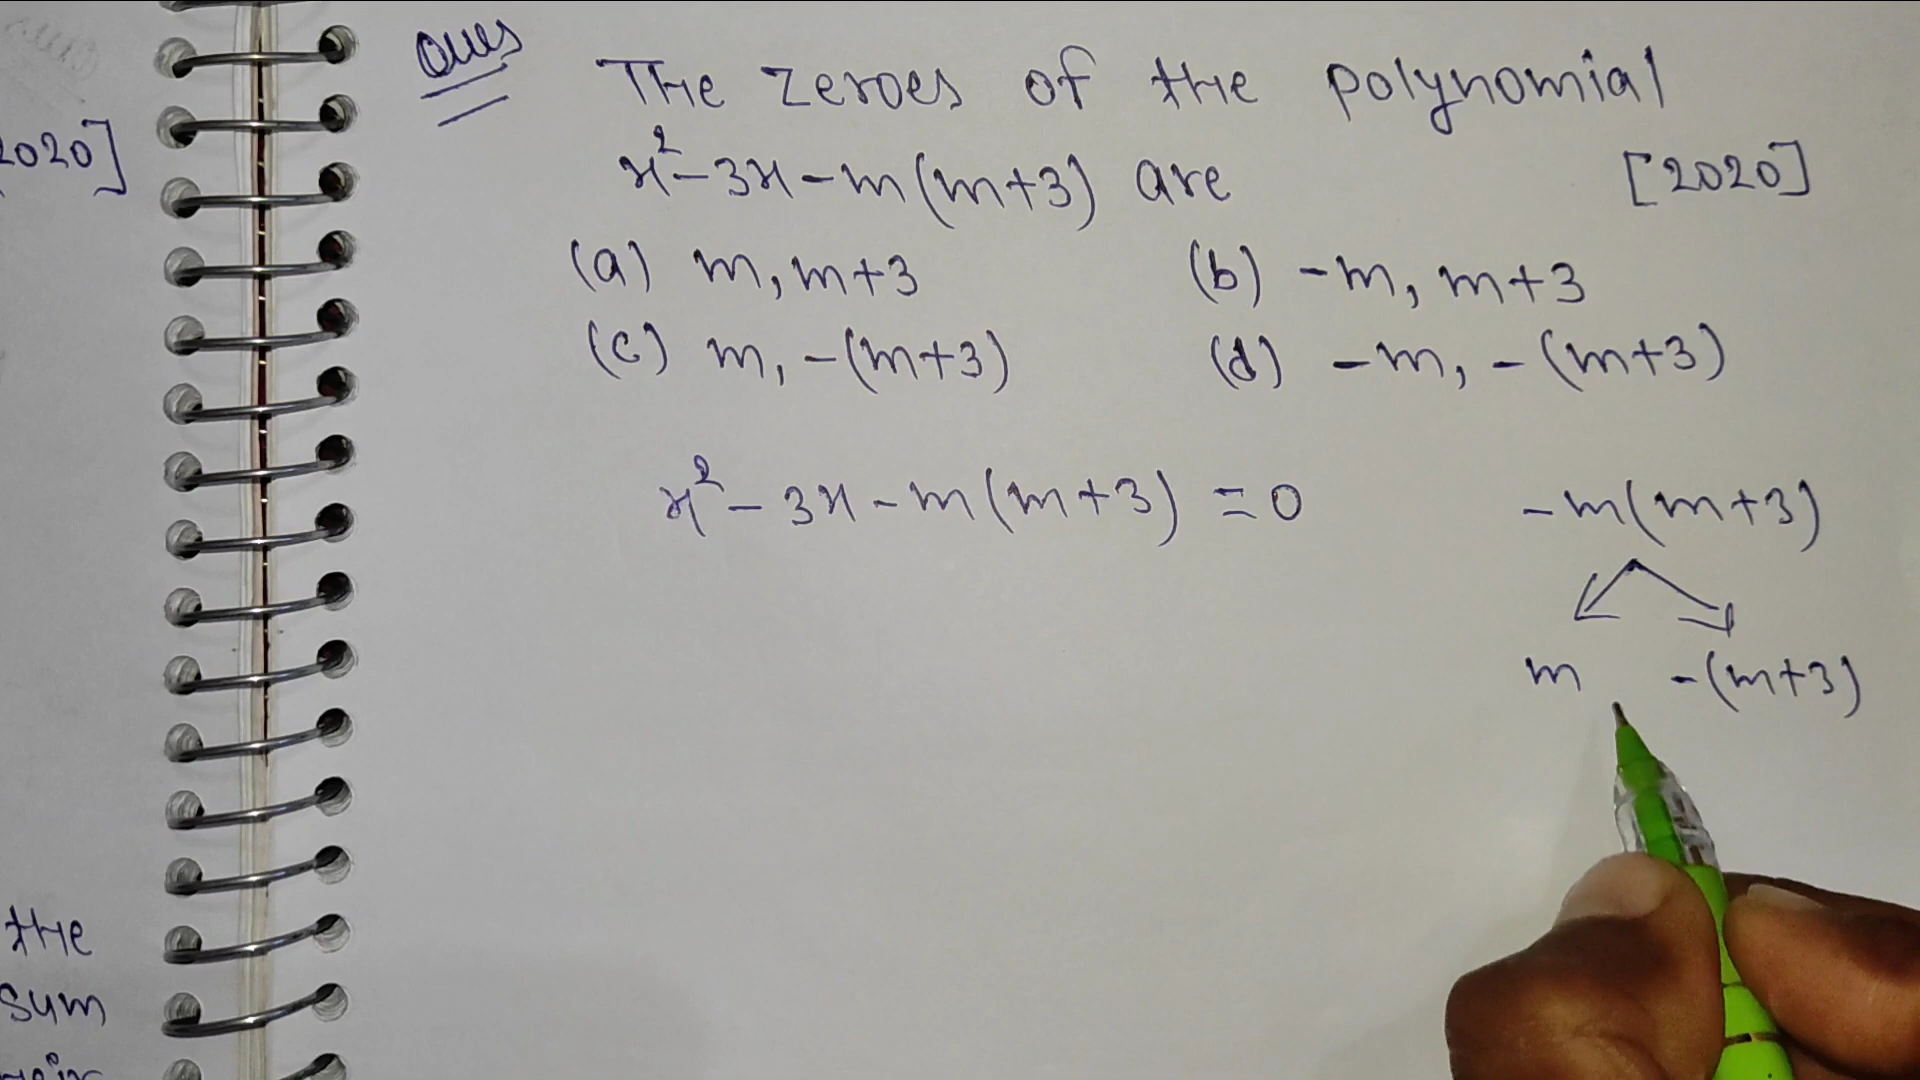 2020]
the
sum
Ques
The zeroes of the polynomial
x²-3x-m(m+3) are [2020]
(a) m, m+3 (b) -m, m+3
(c) m, -(m+3) (d) -m, -(m+3)
x²-3x-m(m+3) = 0 -m(m+3)
m -(m+3)